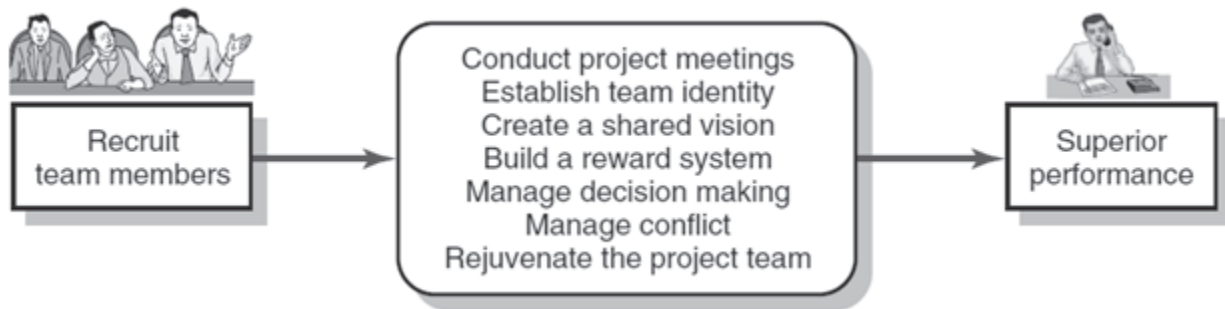 Recruit
team members
Conduct project meetings
Establish team identity
Create a shared vision
Build a reward system
Manage decision making
Manage conflict
Rejuvenate the project team
Superior
performance